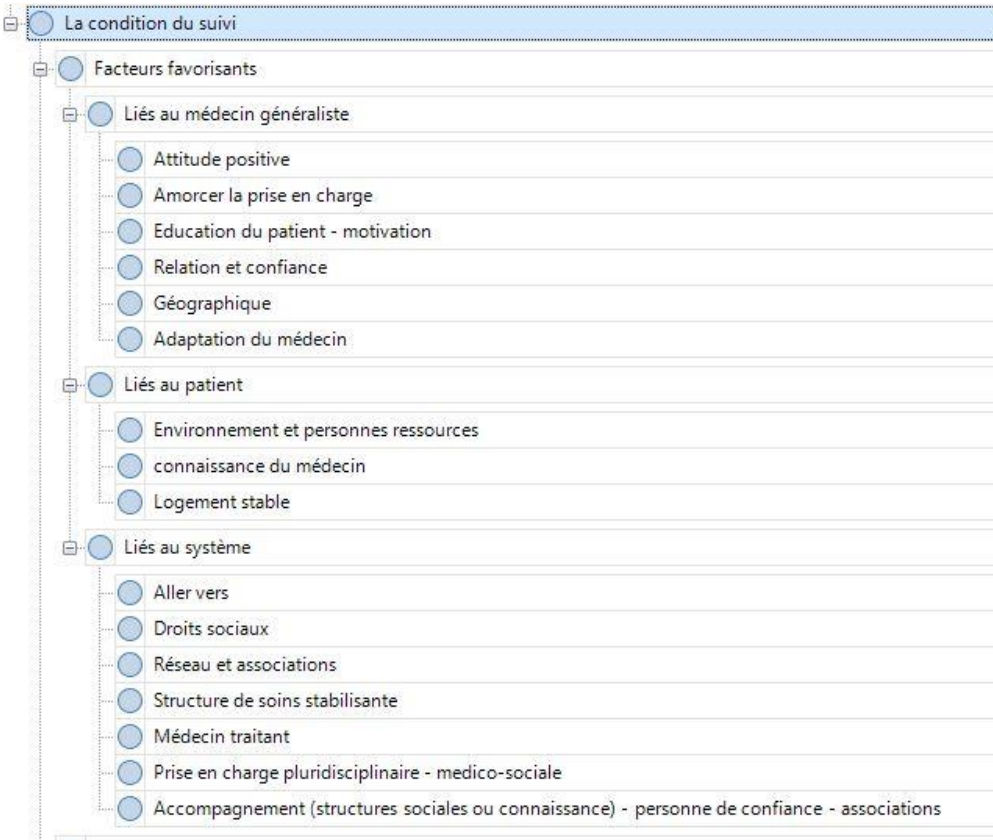 La condition du suivi
Facteurs favorisants
Liés au médecin généraliste
Attitude positive
Amorcer la prise en charge
Education du patient - motivation
Relation et confiance
Géographique
Adaptation du médecin
Liés au patient
Environnement et personnes ressources
connaissance du médecin
Logement stable
Liés au système
Aller vers
Droits sociaux
Réseau et associations
Structure de soins stabilisante
Médecin traitant
Prise en charge pluridisciplinaire - medico-sociale
Accompagnement (structures sociales ou connaissance) - personne de confiance - associations